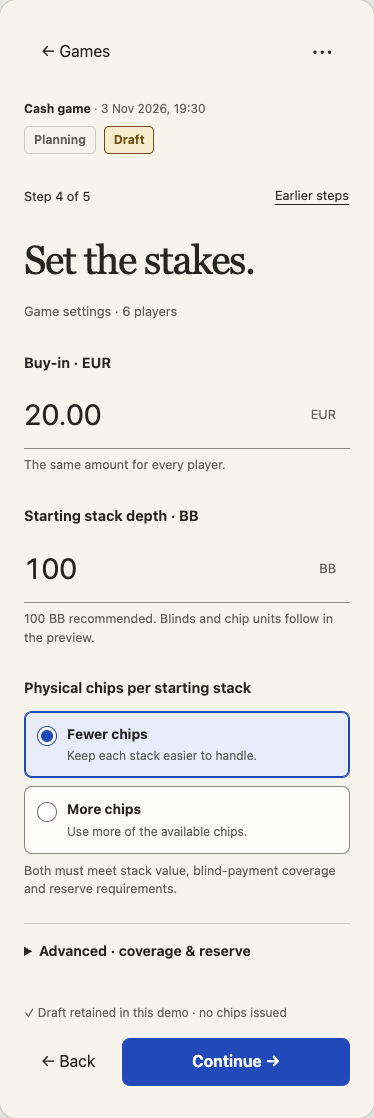 ← Games
...
Cash game · 3 Nov 2026, 19:30
Planning Draft
Step 4 of 5 Earlier steps
Set the stakes.
Game settings · 6 players
Buy-in · EUR
20.00 EUR
The same amount for every player.
Starting stack depth · BB
100 BB
100 BB recommended. Blinds and chip units follow in
the preview.
Physical chips per starting stack
Fewer chips
Keep each stack easier to handle.
More chips
Use more of the available chips.
Both must meet stack value, blind-payment coverage
and reserve requirements.
▶ Advanced · coverage & reserve
✓ Draft retained in this demo · no chips issued
← Back Continue →